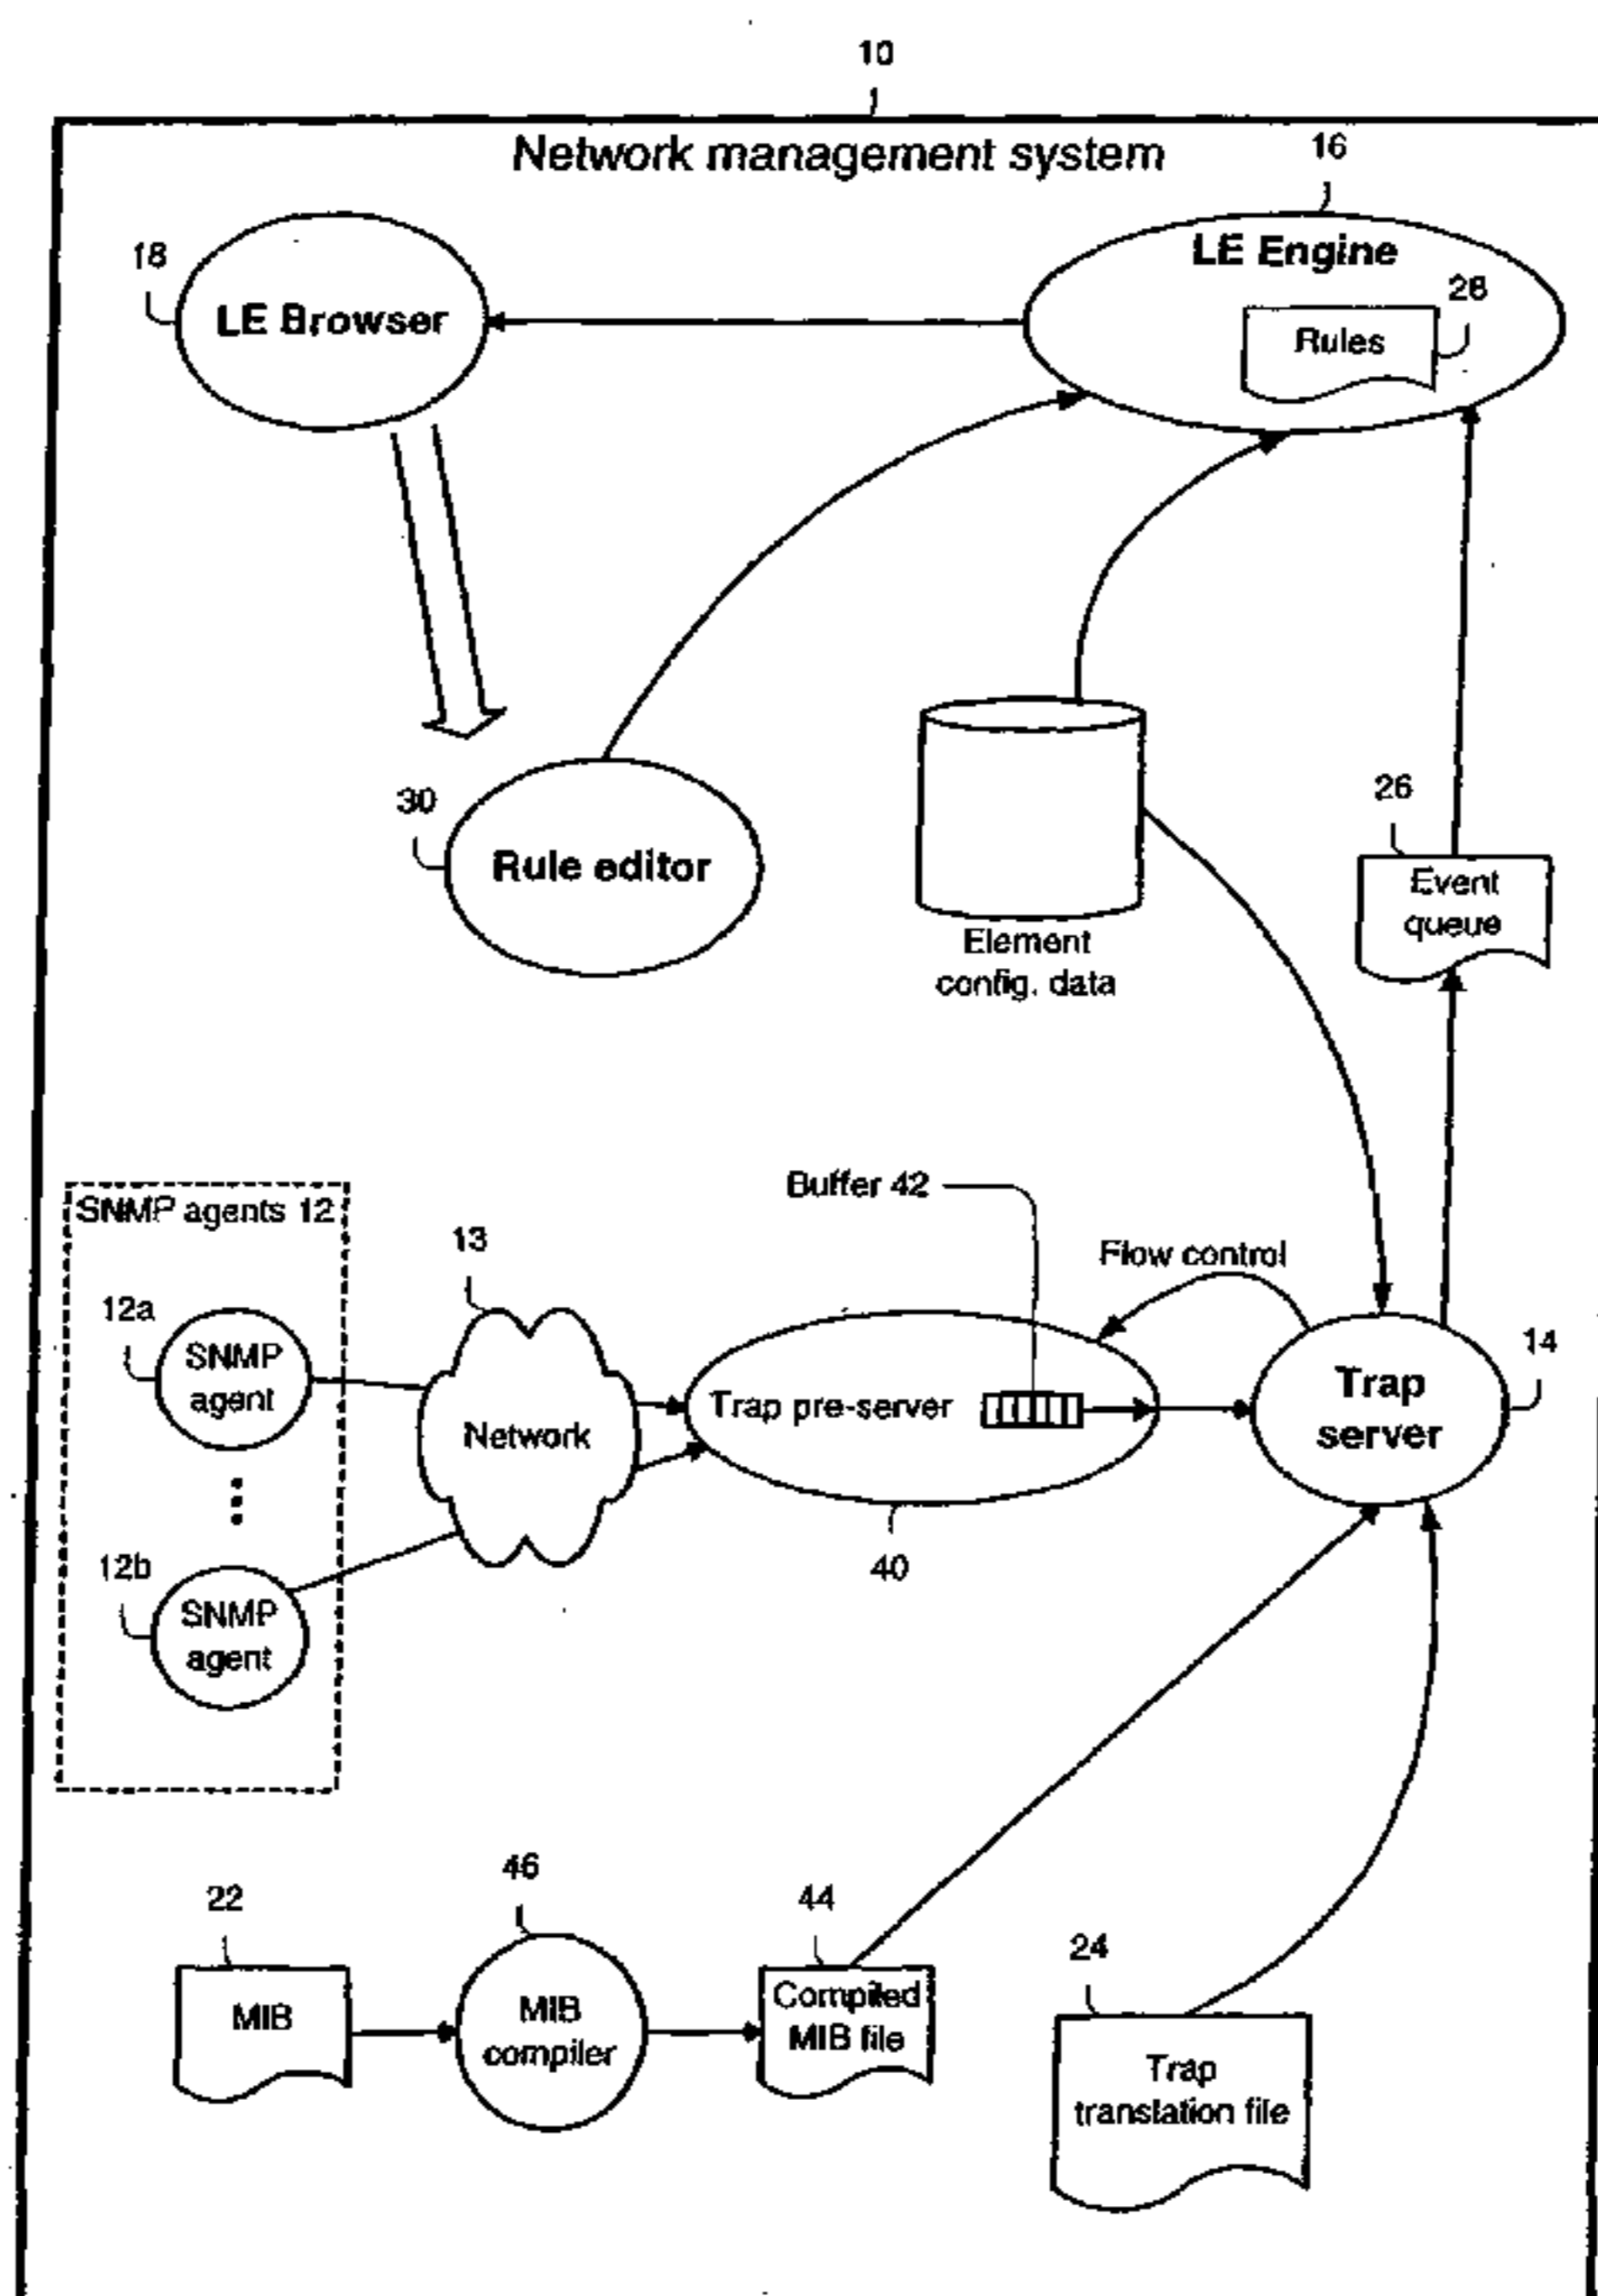 10
Network management system
16
LE Engine
28
Rules
18
LE Browser
30
Rule editor
Element
config. data
26
Event
queue
SNMP agents 12
12a
SNMP
agent
12b
SNMP
agent
13
Network
Buffer 42
Flow control
Trap pre-server
40
14
Trap
server
22
MIB
46
MIB
compiler
44
Compiled
MIB file
24
Trap
translation file